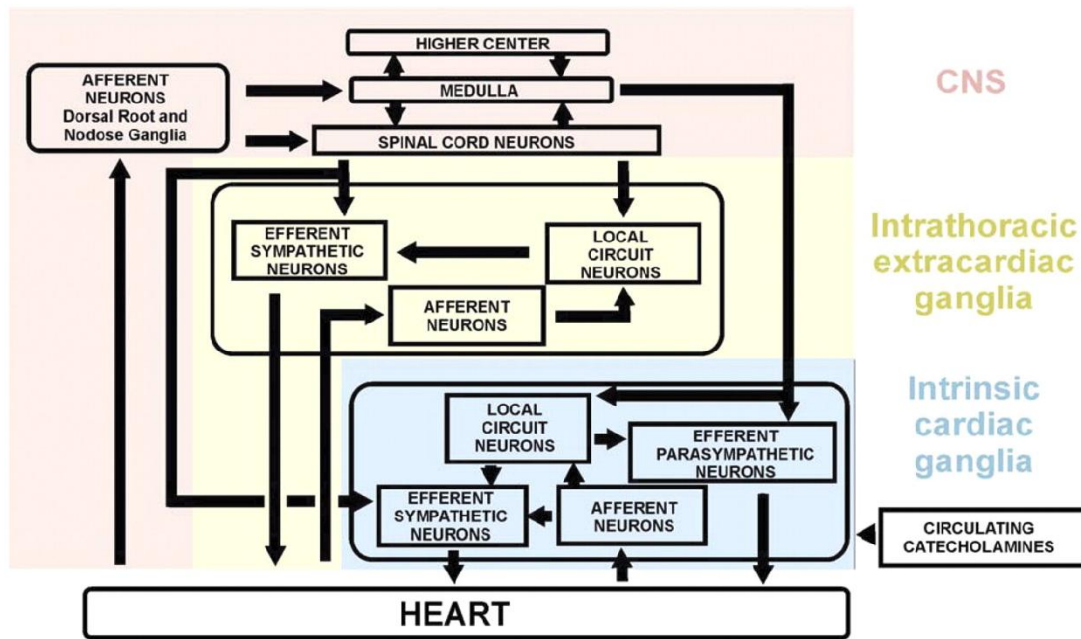 HIGHER CENTER
AFFERENT
NEURONS
Dorsal Root and
Nodose Ganglia
MEDULLA
SPINAL CORD NEURONS
CNS
EFFERENT
SYMPATHETIC
NEURONS
LOCAL
CIRCUIT
NEURONS
AFFERENT
NEURONS
Intrathoracic
extracardiac
ganglia
LOCAL
CIRCUIT
NEURONS
EFFERENT
PARASYMPATHETIC
NEURONS
EFFERENT
SYMPATHETIC
NEURONS
AFFERENT
NEURONS
Intrinsic
cardiac
ganglia
CIRCULATING
CATECHOLAMINES
HEART